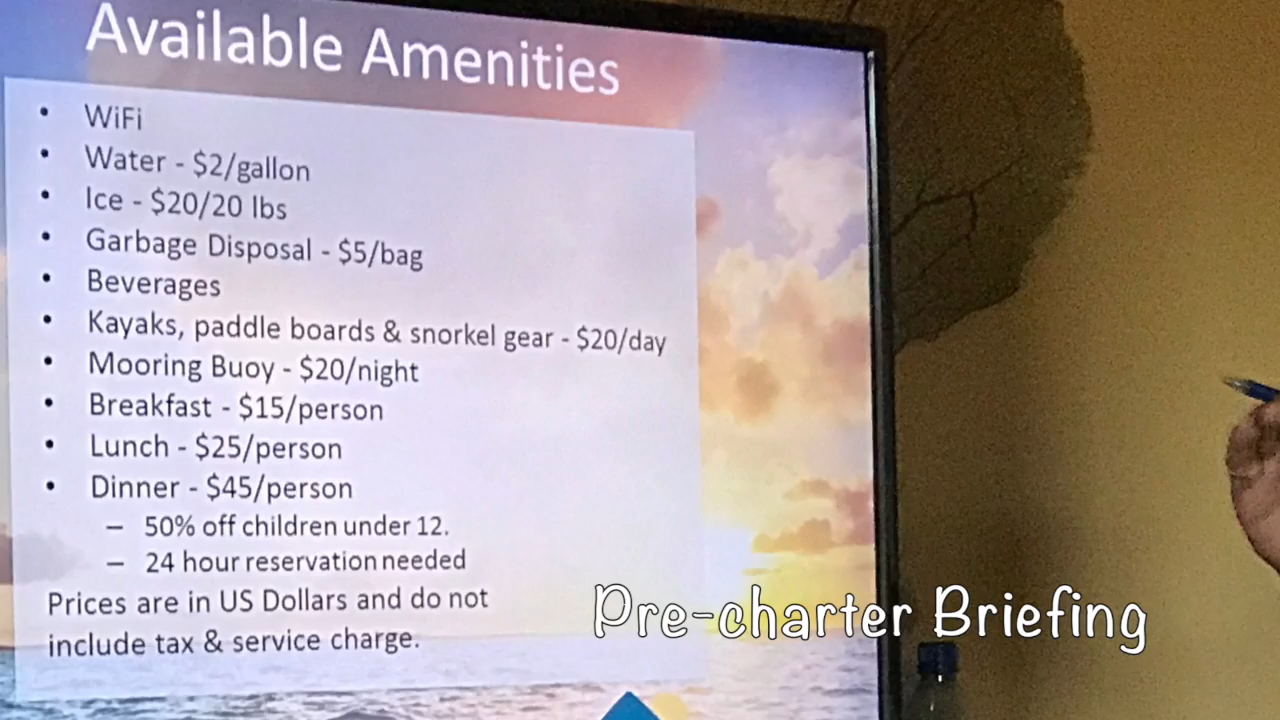 Available Amenities
• WiFi
• Water - $2/gallon
• Ice - $20/20 lbs
• Garbage Disposal - $5/bag
• Beverages
• Kayaks, paddle boards & snorkel gear - $20/day
• Mooring Buoy - $20/night
• Breakfast - $15/person
• Lunch - $25/person
• Dinner - $45/person
– 50% off children under 12.
– 24 hour reservation needed
Prices are in US Dollars and do not
include tax & service charge.
Pre-charter Briefing